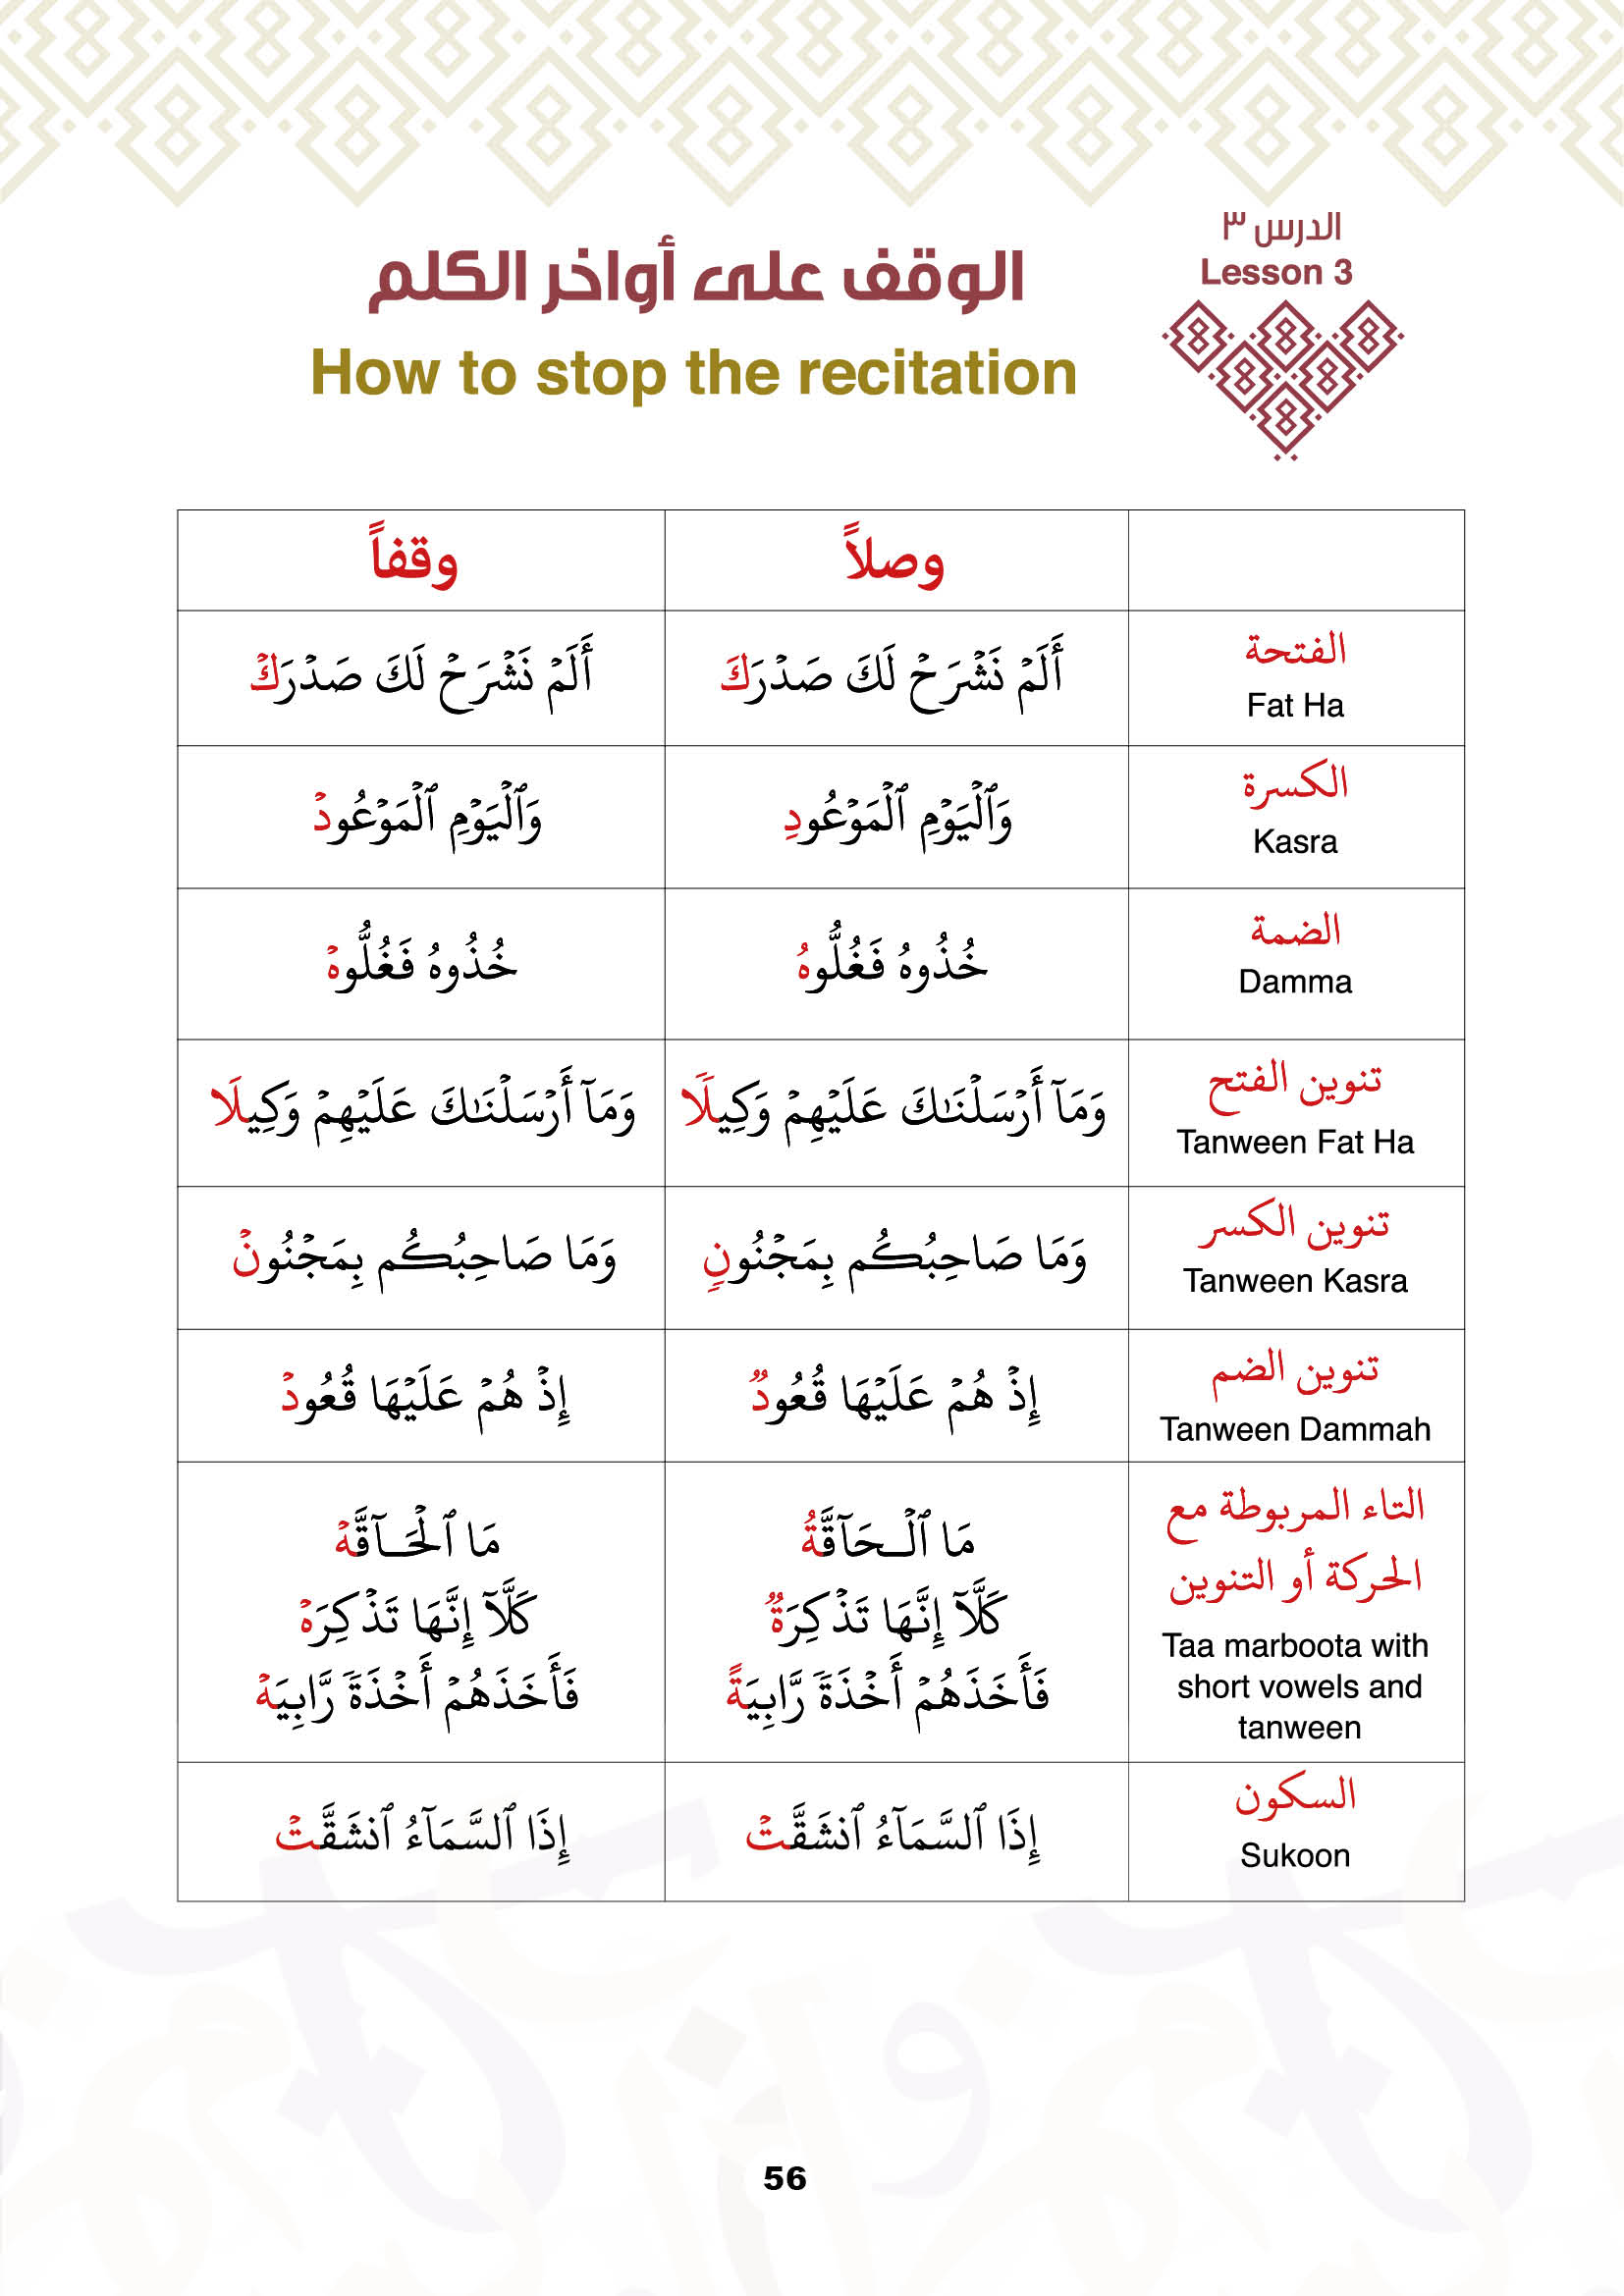 الدرس ٣
Lesson 3
الوقف على أواخر الكلم
How to stop the recitation
وصلاً
وقفاً
الفتحة
Fat Ha
أَلَمۡ نَشۡرَحۡ لَكَ صَدۡرَكَ
أَلَمۡ نَشۡرَحۡ لَكَ صَدۡرَكۡ
الكسرة
Kasra
وَٱلۡيَوۡمِ ٱلۡمَوۡعُودِ
وَٱلۡيَوۡمِ ٱلۡمَوۡعُودۡ
الضمة
Damma
خُذُوهُ فَغُلُّوهُ
خُذُوهُ فَغُلُّوهۡ
تنوين الفتح
Tanween Fat Ha
وَمَآ أَرۡسَلۡنَٰكَ عَلَيۡهِمۡ وَكِيلٗا
وَمَآ أَرۡسَلۡنَٰكَ عَلَيۡهِمۡ وَكِيلَا
تنوين الكسر
Tanween Kasra
وَمَا صَاحِبُكُم بِمَجۡنُونٖ
وَمَا صَاحِبُكُم بِمَجۡنُونۡ
تنوين الضم
Tanween Dammah
إِذۡ هُمۡ عَلَيۡهَا قُعُودٞ
إِذۡ هُمۡ عَلَيۡهَا قُعُودۡ
التاء المربوطة مع
الحركة أو التنوين
Taa marboota with
short vowels and
tanween
مَا ٱلۡـحَآقَّةُ
كَلَّآ إِنَّهَا تَذۡكِرَةٞ
فَأَخَذَهُمۡ أَخۡذَةٗ رَّابِيَةً
مَا ٱلۡحَـآقَّهۡ
كَلَّآ إِنَّهَا تَذۡكِرَهۡ
فَأَخَذَهُمۡ أَخۡذَةٗ رَّابِيَهۡ
السكون
Sukoon
إِذَا ٱلسَّمَآءُ ٱنشَقَّتۡ
إِذَا ٱلسَّمَآءُ ٱنشَقَّتۡ
56